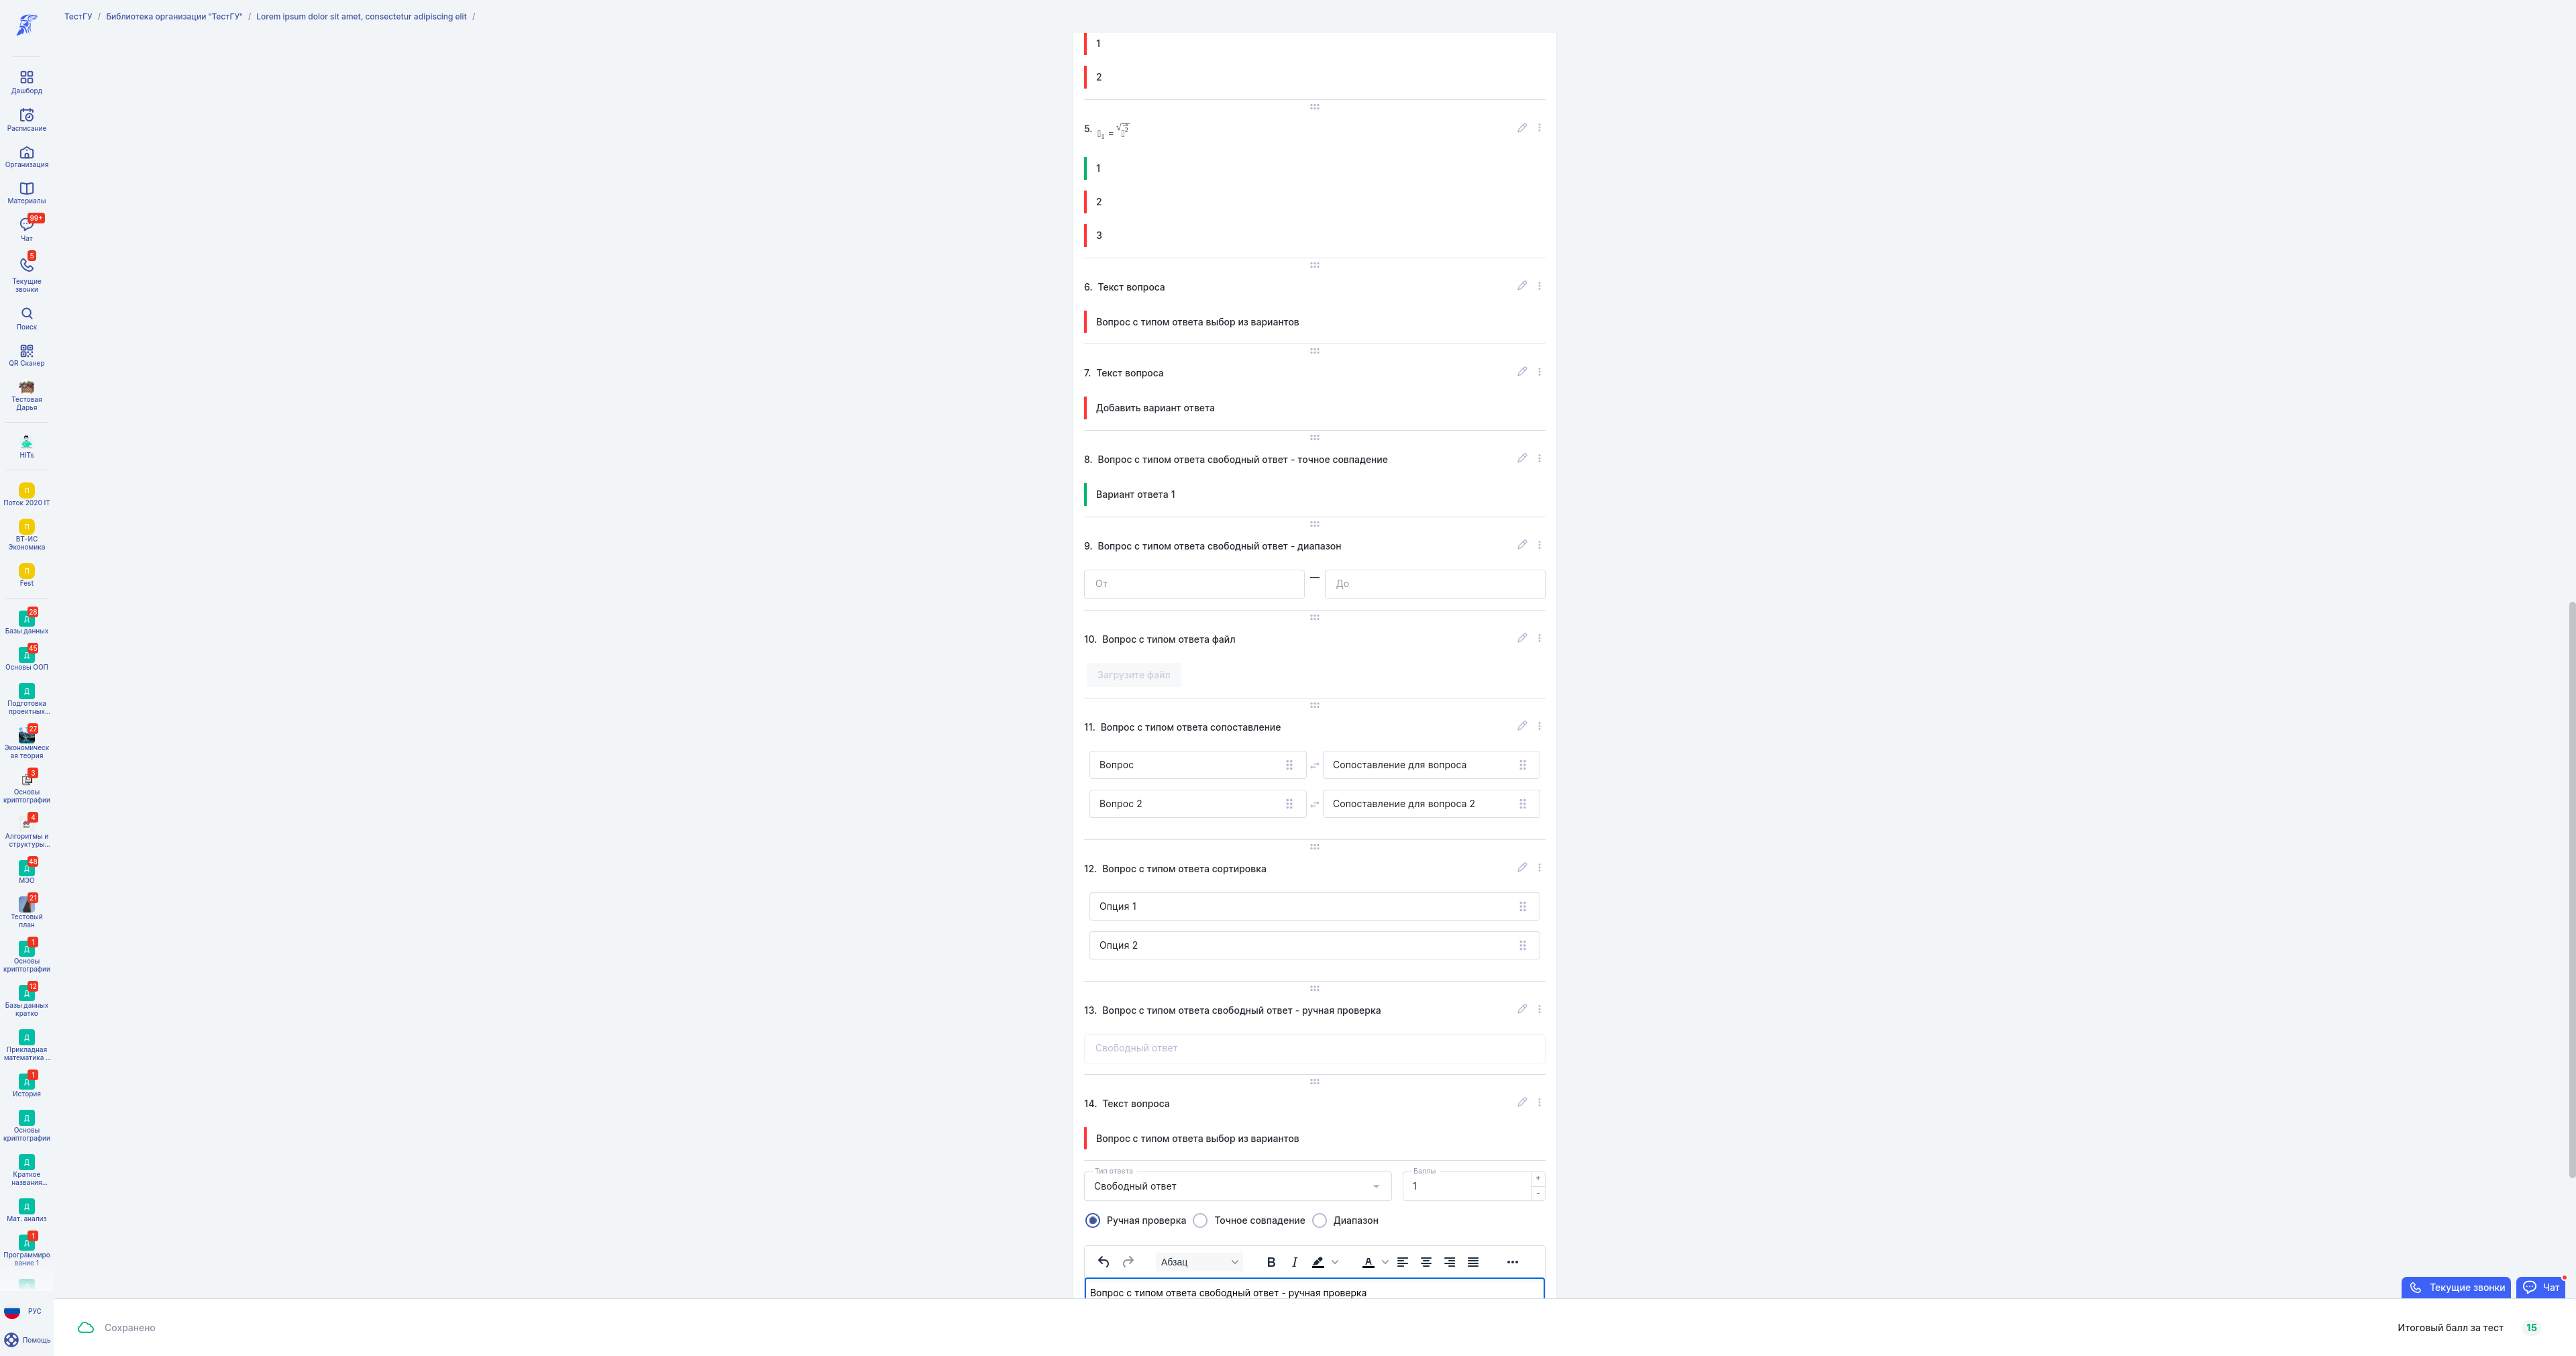 ТестГУ / Библиотека организации "ТестГУ" / Lorem ipsum dolor sit amet, consectetur adipiscing elit /
Дашборд
Расписание
Организация
Материалы
99+
Чат
5
Текущие
звонки
Поиск
QR Сканер
Тестовая
Дарья
HITs
П
Поток 2020 IT
П
ВТ-ИС
Экономика
П
Fest
28
Д
Базы данных
45
Д
Основы ООП
Д
Подготовка
проектных...
27
Экономическ
ая теория
3
Основы
криптографии
4
Алгоритмы и
структуры...
48
Д
МЭО
21
Тестовый
план
1
Д
Основы
криптографии
12
Д
Базы данных
кратко
Д
Прикладная
математика ...
1
Д
История
Д
Основы
криптографии
Д
Краткое
названия...
Д
Мат. анализ
1
Д
Программиро
вание 1
РУС
Помощь
1
2
5. ▯₁ = √▯²
1
2
3
6. Текст вопроса
Вопрос с типом ответа выбор из вариантов
7. Текст вопроса
Добавить вариант ответа
8. Вопрос с типом ответа свободный ответ - точное совпадение
Вариант ответа 1
9. Вопрос с типом ответа свободный ответ - диапазон
От — До
10. Вопрос с типом ответа файл
Загрузите файл
11. Вопрос с типом ответа сопоставление
Вопрос Сопоставление для вопроса
Вопрос 2 Сопоставление для вопроса 2
12. Вопрос с типом ответа сортировка
Опция 1
Опция 2
13. Вопрос с типом ответа свободный ответ - ручная проверка
Свободный ответ
14. Текст вопроса
Вопрос с типом ответа выбор из вариантов
Тип ответа Баллы
Свободный ответ 1 + -
Ручная проверка Точное совпадение Диапазон
Абзац B I A
Вопрос с типом ответа свободный ответ - ручная проверка
Текущие звонки Чат
Сохранено Итоговый балл за тест 15